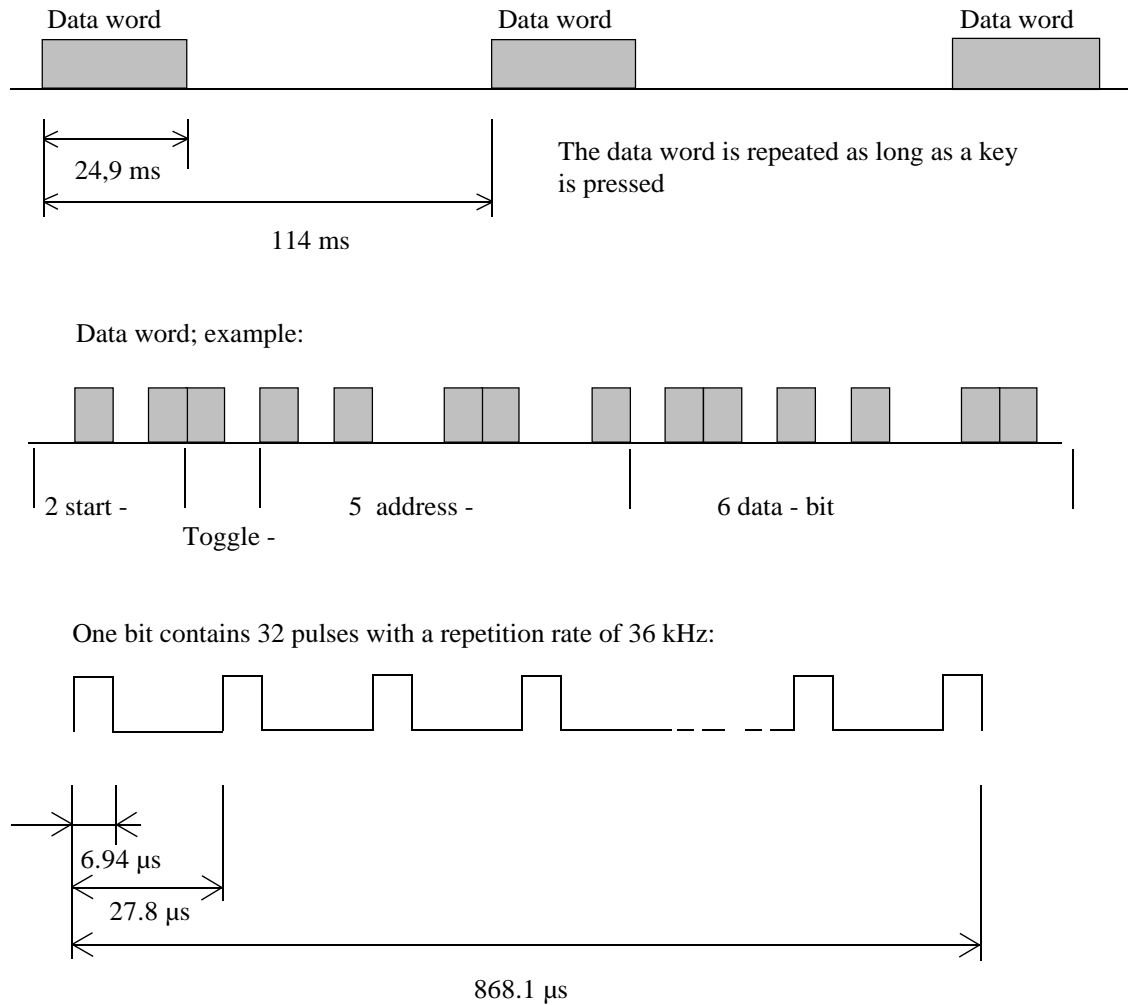 Data word Data word Data word
24,9 ms
The data word is repeated as long as a key
is pressed
114 ms
Data word; example:
2 start - 5 address - 6 data - bit
Toggle -
One bit contains 32 pulses with a repetition rate of 36 kHz:
6.94 µs
27.8 µs
868.1 µs